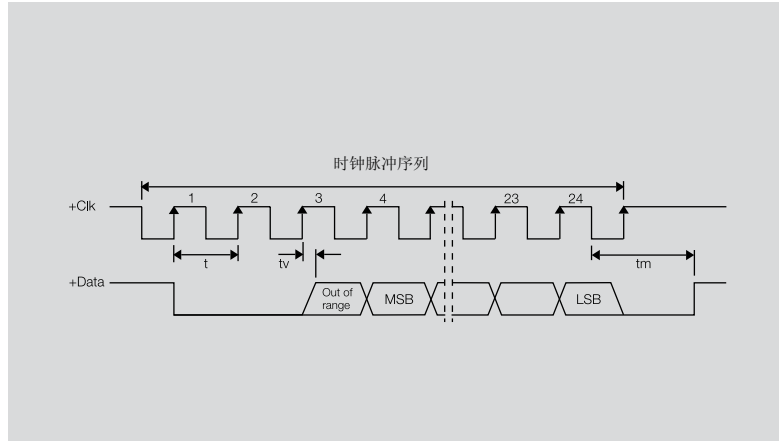 时钟脉冲序列
1 2 3 4 23 24
+Clk
t tv tm
+Data
Out of
range
MSB LSB